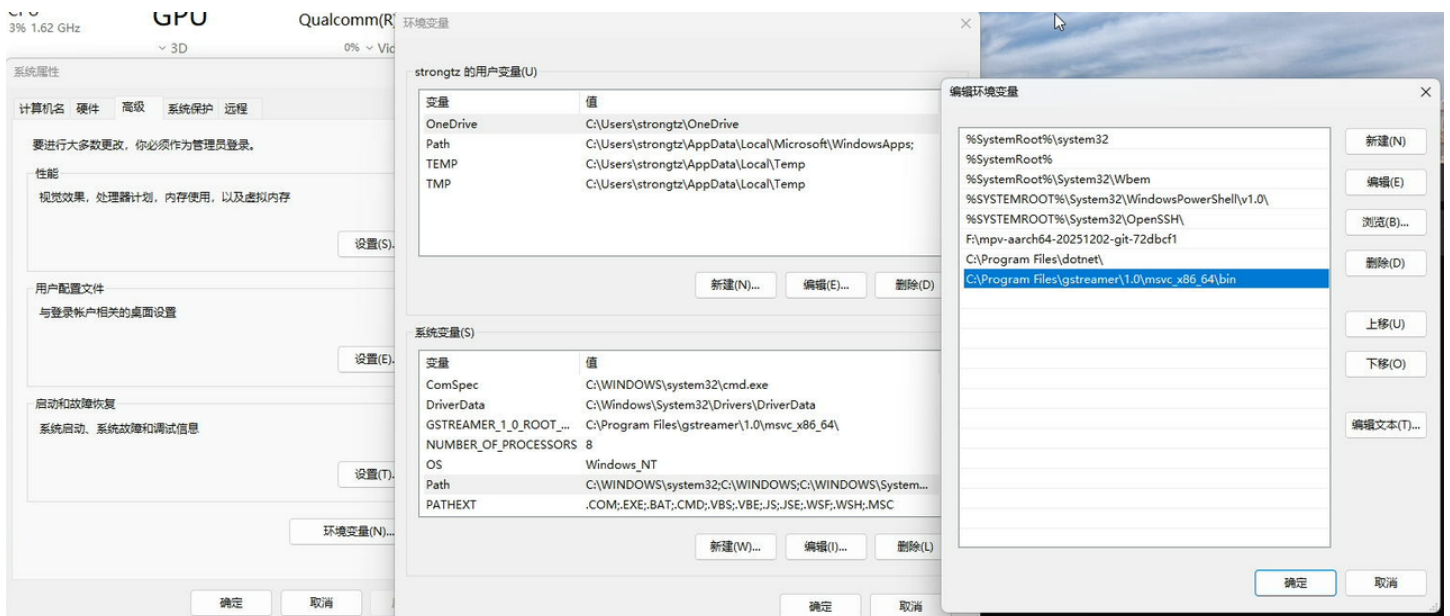 3% 1.62 GHz
GPU
3D
Qualcomm(R)
0%
系统属性
计算机名 硬件 高级 系统保护 远程
要进行大多数更改，你必须作为管理员登录。
性能
视觉效果，处理器计划，内存使用，以及虚拟内存
设置(S)...
用户配置文件
与登录帐户相关的桌面设置
设置(E)...
启动和故障恢复
系统启动、系统故障和调试信息
设置(T)...
环境变量(N)...
确定 取消
环境变量
strongtz 的用户变量(U)
变量 值
OneDrive C:\Users\strongtz\OneDrive
Path C:\Users\strongtz\AppData\Local\Microsoft\WindowsApps;
TEMP C:\Users\strongtz\AppData\Local\Temp
TMP C:\Users\strongtz\AppData\Local\Temp
新建(N)... 编辑(E)... 删除(D)
系统变量(S)
变量 值
ComSpec C:\WINDOWS\system32\cmd.exe
DriverData C:\Windows\System32\Drivers\DriverData
GSTREAMER_1_0_ROOT_... C:\Program Files\gstreamer\1.0\msvc_x86_64\
NUMBER_OF_PROCESSORS 8
OS Windows_NT
Path C:\WINDOWS\system32;C:\WINDOWS;C:\WINDOWS\System...
PATHEXT .COM;.EXE;.BAT;.CMD;.VBS;.VBE;.JS;.JSE;.WSF;.WSH;.MSC
新建(W)... 编辑(I)... 删除(L)
确定 取消
编辑环境变量
%SystemRoot%\system32
%SystemRoot%
%SystemRoot%\System32\Wbem
%SYSTEMROOT%\System32\WindowsPowerShell\v1.0\
%SYSTEMROOT%\System32\OpenSSH\
F:\mpv-aarch64-20251202-git-72dbcf1
C:\Program Files\dotnet\
C:\Program Files\gstreamer\1.0\msvc_x86_64\bin
新建(N)
编辑(E)
浏览(B)...
删除(D)
上移(U)
下移(O)
编辑文本(T)...
确定 取消